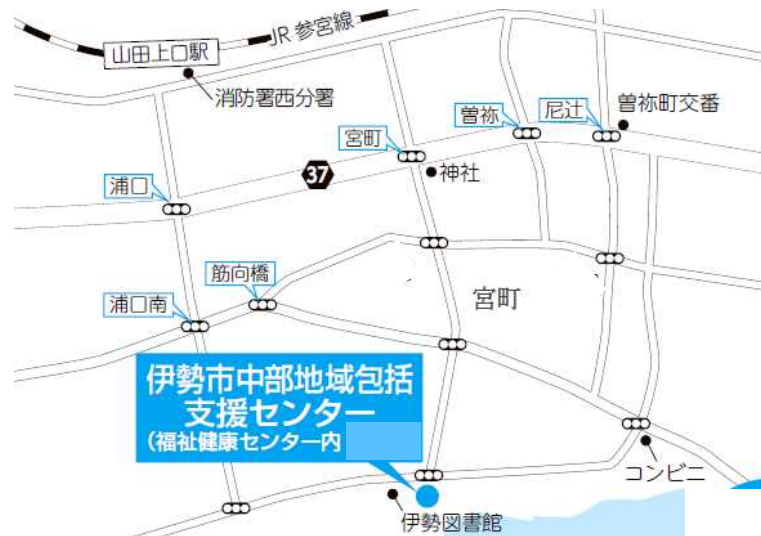 JR 参宮線
山田上口駅
消防署西分署
曽祢
尼辻
曽祢町交番
宮町
37
神社
浦口
筋向橋
宮町
浦口南
伊勢市中部地域包括
支援センター
(福祉健康センター内
コンビニ
伊勢図書館